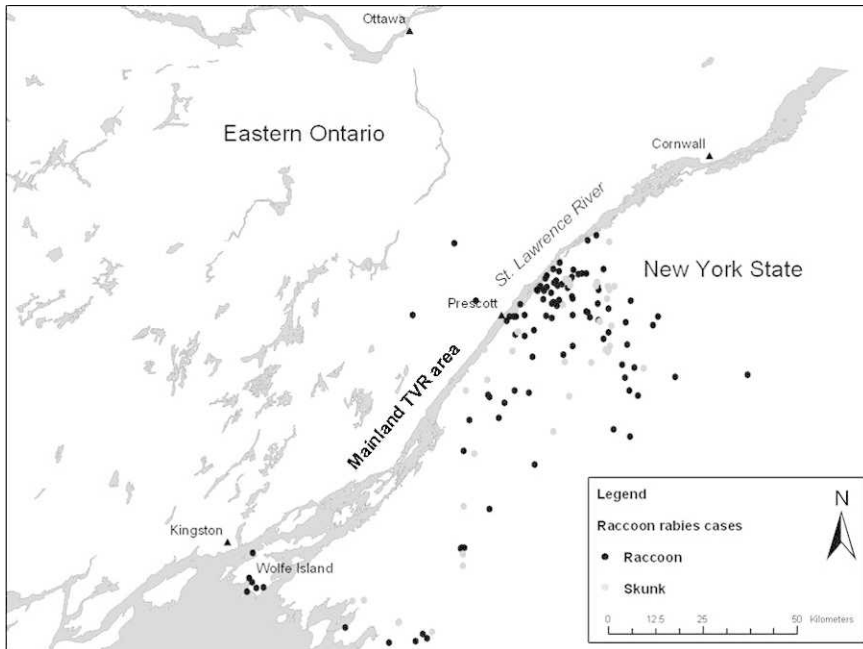 Ottawa
Eastern Ontario
Cornwall
St. Lawrence River
New York State
Prescott
Mainland TVR area
Kingston
Wolfe Island
Legend
Raccoon rabies cases
Raccoon
Skunk
N
0 12.5 25 50 Kilometers